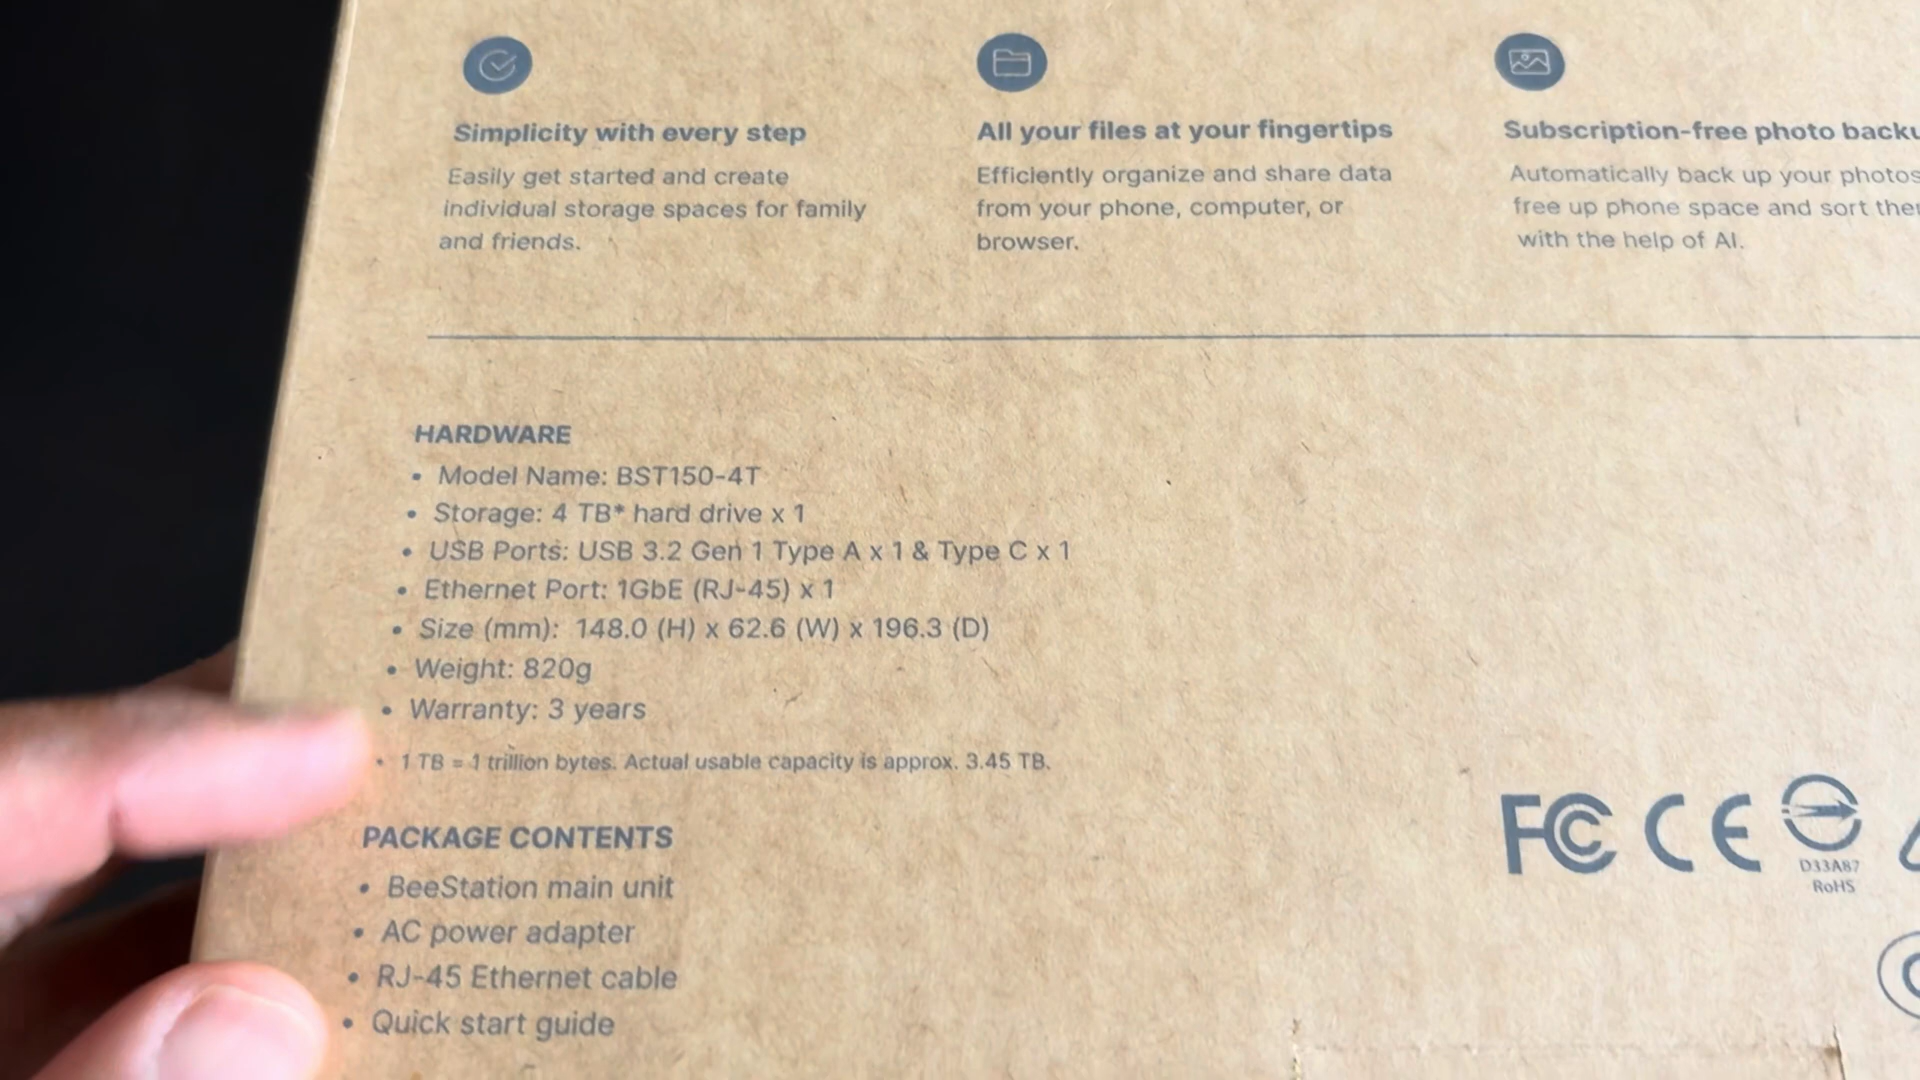 Simplicity with every step
Easily get started and create
individual storage spaces for family
and friends.
All your files at your fingertips
Efficiently organize and share data
from your phone, computer, or
browser.
Subscription-free photo
Automatically back up your photos
free up phone space and sort
with the help of AI.
HARDWARE
• Model Name: BST150-4T
• Storage: 4 TB* hard drive x 1
• USB Ports: USB 3.2 Gen 1 Type A x 1 & Type C x 1
• Ethernet Port: 1GbE (RJ-45) x 1
• Size (mm): 148.0 (H) x 62.6 (W) x 196.3 (D)
• Weight: 820g
• Warranty: 3 years
• 1 TB = 1 trillion bytes. Actual usable capacity is approx. 3.45 TB.
PACKAGE CONTENTS
• BeeStation main unit
• AC power adapter
• RJ-45 Ethernet cable
• Quick start guide
FC CE
D33A87
RoHS